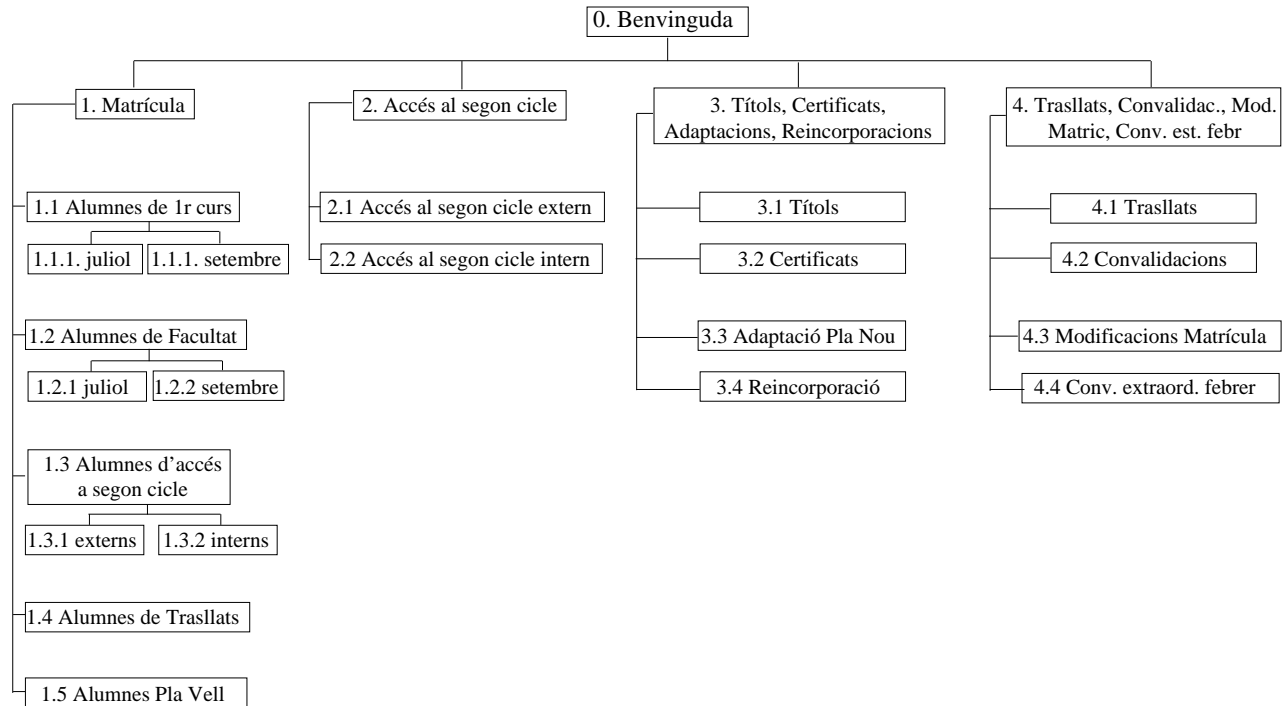 0. Benvinguda
1. Matrícula
2. Accés al segon cicle
3. Títols, Certificats,
Adaptacions, Reincorporacions
4. Trasllats, Convalidac., Mod.
Matric, Conv. est. febr
1.1 Alumnes de 1r curs
1.1.1. juliol
1.1.1. setembre
1.2 Alumnes de Facultat
1.2.1 juliol
1.2.2 setembre
1.3 Alumnes d’accés
a segon cicle
1.3.1 externs
1.3.2 interns
1.4 Alumnes de Trasllats
1.5 Alumnes Pla Vell
2.1 Accés al segon cicle extern
2.2 Accés al segon cicle intern
3.1 Títols
3.2 Certificats
3.3 Adaptació Pla Nou
3.4 Reincorporació
4.1 Trasllats
4.2 Convalidacions
4.3 Modificacions Matrícula
4.4 Conv. extraord. febrer